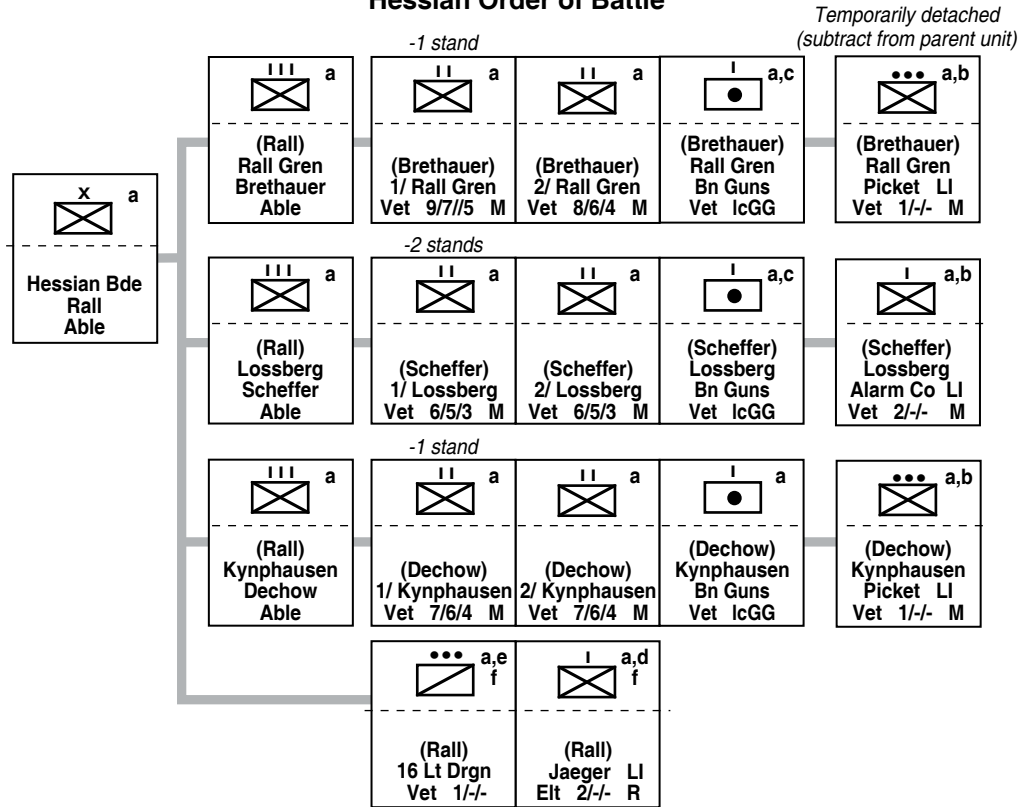 Hessian Order of Battle
Temporarily detached
(subtract from parent unit)
X a
Hessian Bde
Rall
Able
III a
(Rall)
Rall Gren
Brethauer
Able
-1 stand
II a
(Brethauer)
1/ Rall Gren
Vet 9/7//5 M
II a
(Brethauer)
2/ Rall Gren
Vet 8/6/4 M
I a,c
(Brethauer)
Rall Gren
Bn Guns
Vet lcGG
a,b
(Brethauer)
Rall Gren
Picket LI
Vet 1/-/- M
III a
(Rall)
Lossberg
Scheffer
Able
-2 stands
II a
(Scheffer)
1/ Lossberg
Vet 6/5/3 M
II a
(Scheffer)
2/ Lossberg
Vet 6/5/3 M
I a,c
(Scheffer)
Lossberg
Bn Guns
Vet lcGG
I a,b
(Scheffer)
Lossberg
Alarm Co LI
Vet 2/-/- M
III a
(Rall)
Kynphausen
Dechow
Able
-1 stand
II a
(Dechow)
1/ Kynphausen
Vet 7/6/4 M
II a
(Dechow)
2/ Kynphausen
Vet 7/6/4 M
I a
(Dechow)
Kynphausen
Bn Guns
Vet lcGG
a,b
(Dechow)
Kynphausen
Picket LI
Vet 1/-/- M
a,e
f
(Rall)
16 Lt Drgn
Vet 1/-/-
I a,d
f
(Rall)
Jaeger LI
Elt 2/-/- R